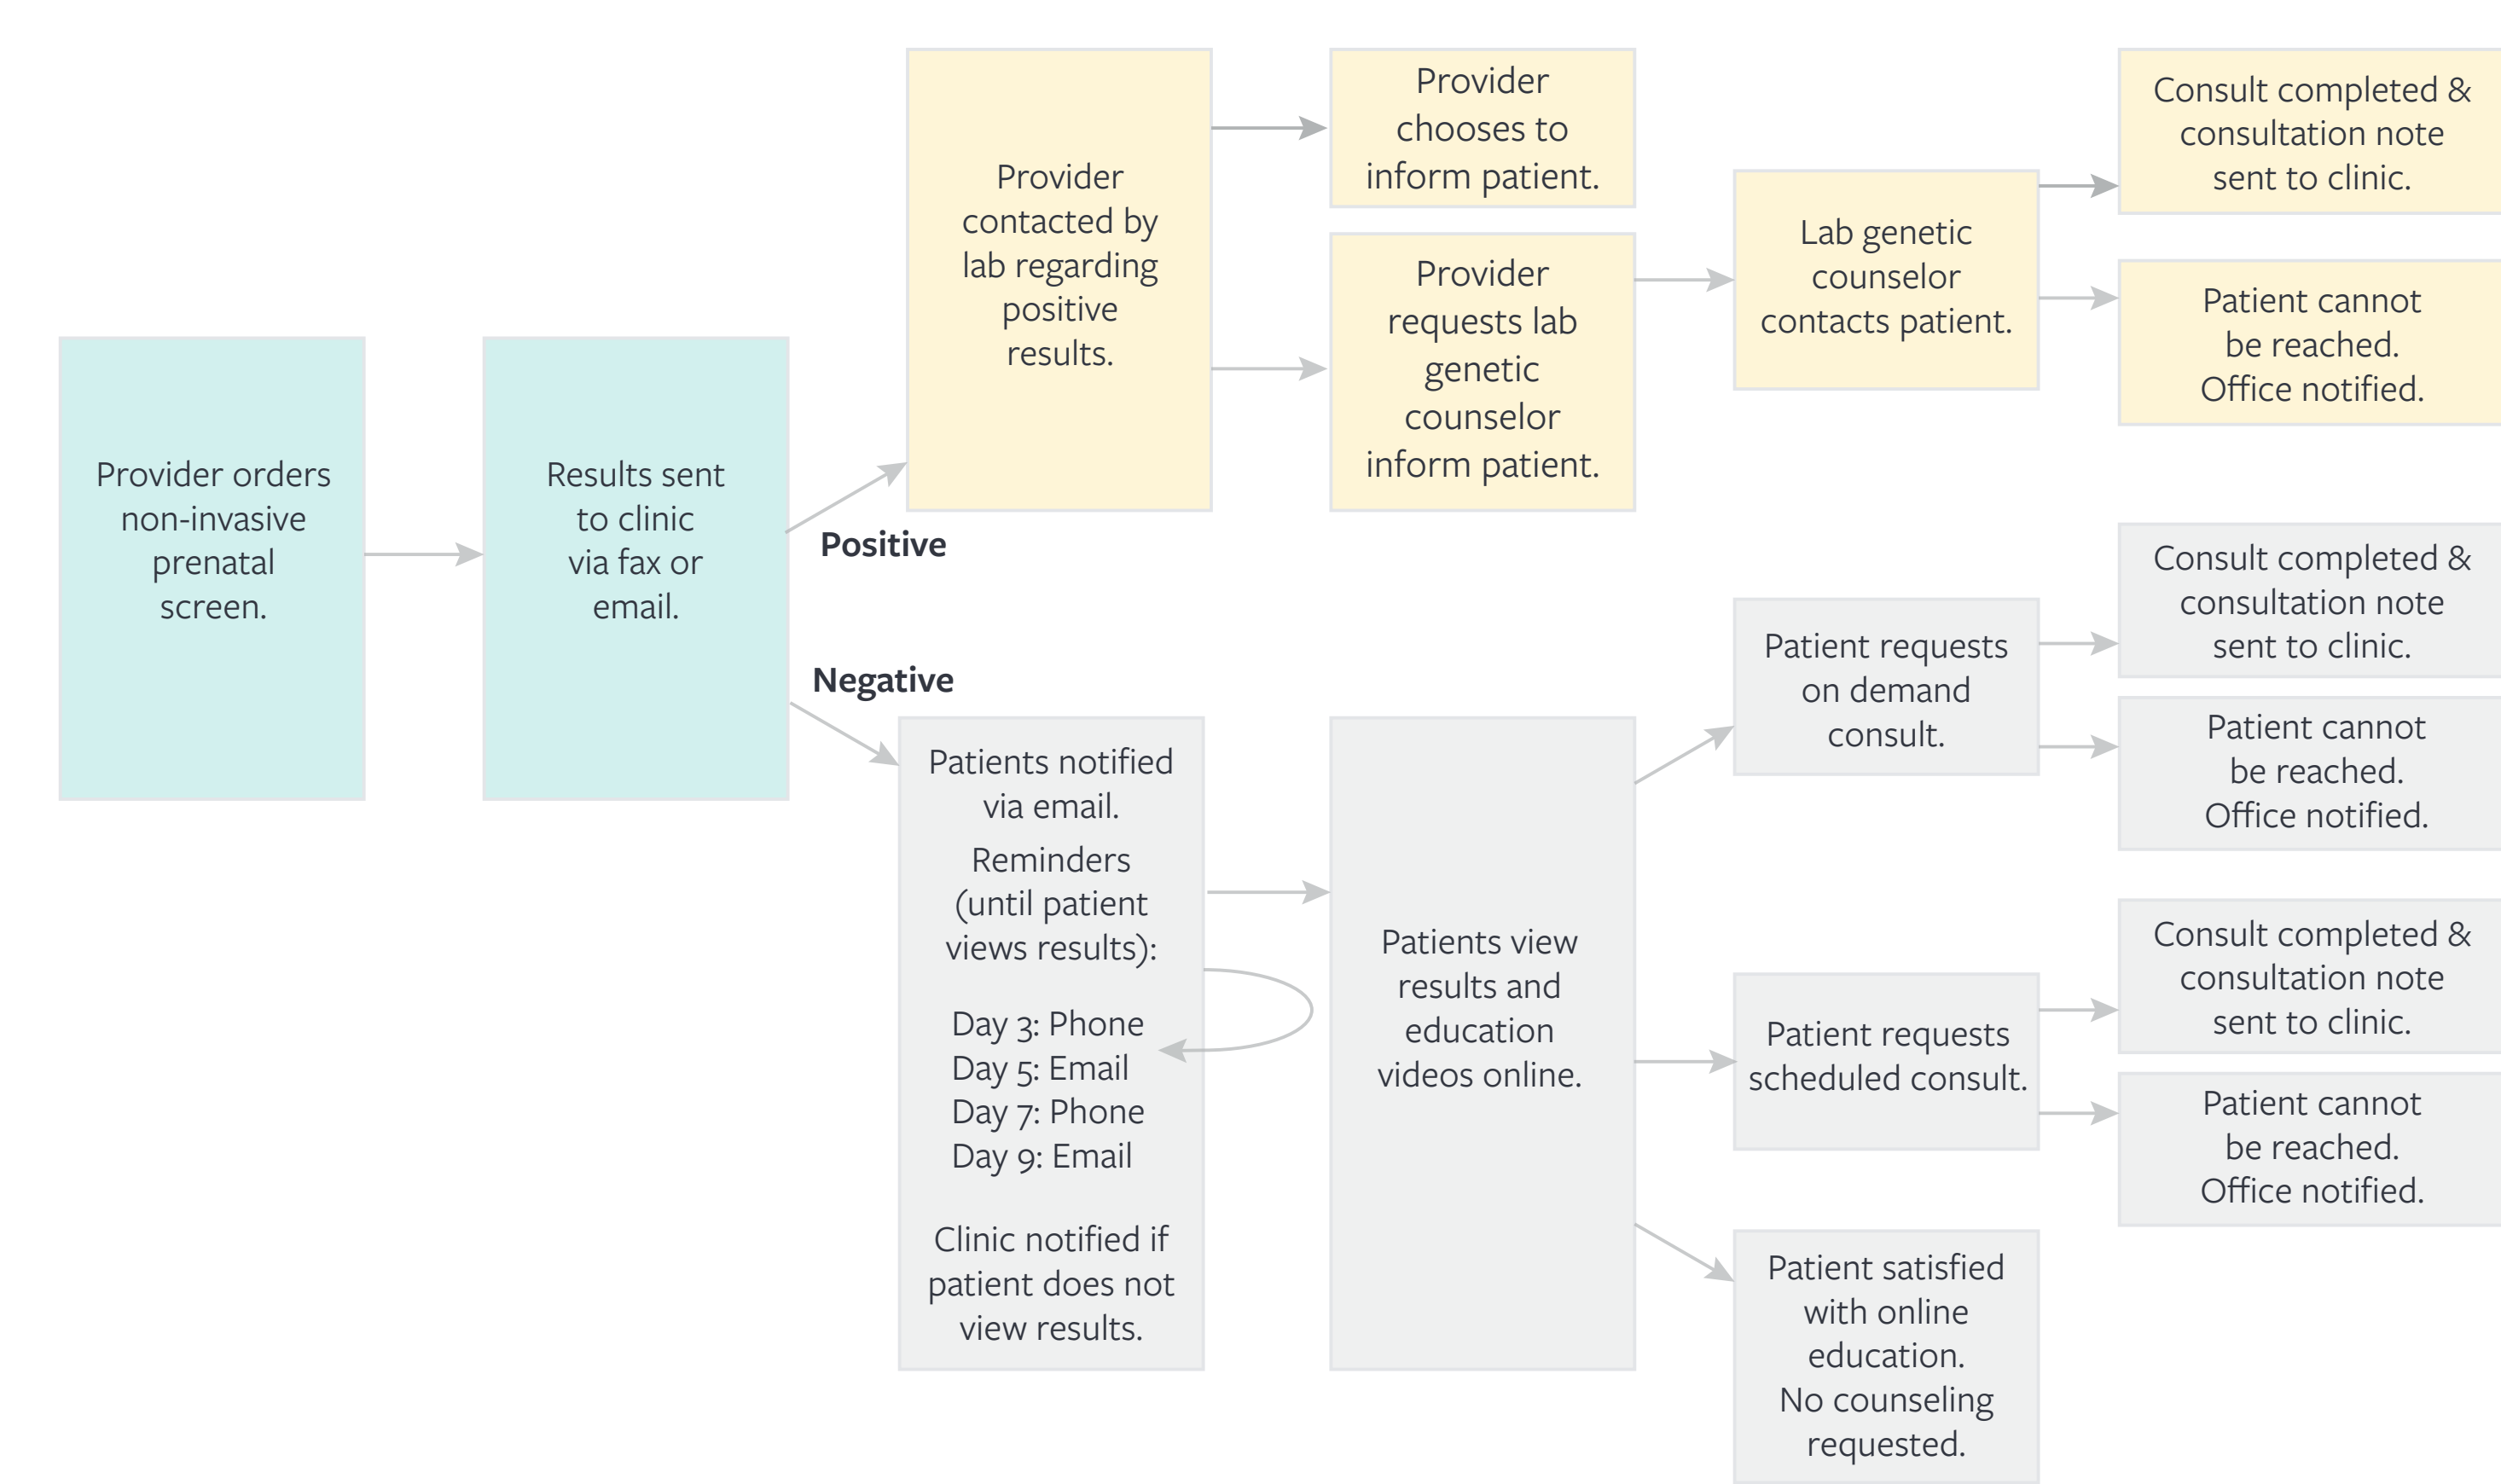 Provider orders
non-invasive
prenatal
screen.
Results sent
to clinic
via fax or
email.
Positive
Negative
Provider
contacted by
lab regarding
positive
results.
Provider
chooses to
inform patient.
Provider
requests lab
genetic
counselor
inform patient.
Lab genetic
counselor
contacts patient.
Consult completed &
consultation note
sent to clinic.
Patient cannot
be reached.
Office notified.
Patients notified
via email.
Reminders
(until patient
views results):
Day 3: Phone
Day 5: Email
Day 7: Phone
Day 9: Email
Clinic notified if
patient does not
view results.
Patients view
results and
education
videos online.
Patient requests
on demand
consult.
Consult completed &
consultation note
sent to clinic.
Patient cannot
be reached.
Office notified.
Patient requests
scheduled consult.
Consult completed &
consultation note
sent to clinic.
Patient cannot
be reached.
Office notified.
Patient satisfied
with online
education.
No counseling
requested.